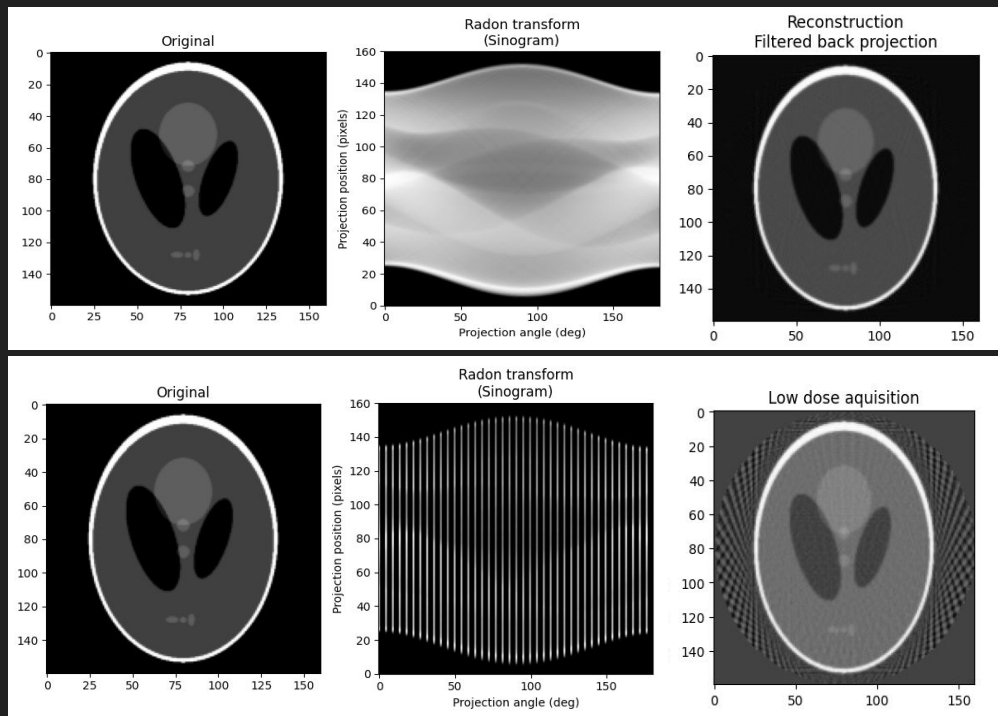 Original
0
20
40
60
80
100
120
140
0 25 50 75 100 125 150
Radon transform
(Sinogram)
160
140
120
100
80
60
40
20
0
0 50 100 150
Projection position (pixels)
Projection angle (deg)
Reconstruction
Filtered back projection
0
20
40
60
80
100
120
140
0 50 100 150
Original
0
20
40
60
80
100
120
140
0 25 50 75 100 125 150
Radon transform
(Sinogram)
160
140
120
100
80
60
40
20
0
0 50 100 150
Projection position (pixels)
Projection angle (deg)
Low dose aquisition
0
20
40
60
80
100
120
140
0 50 100 150